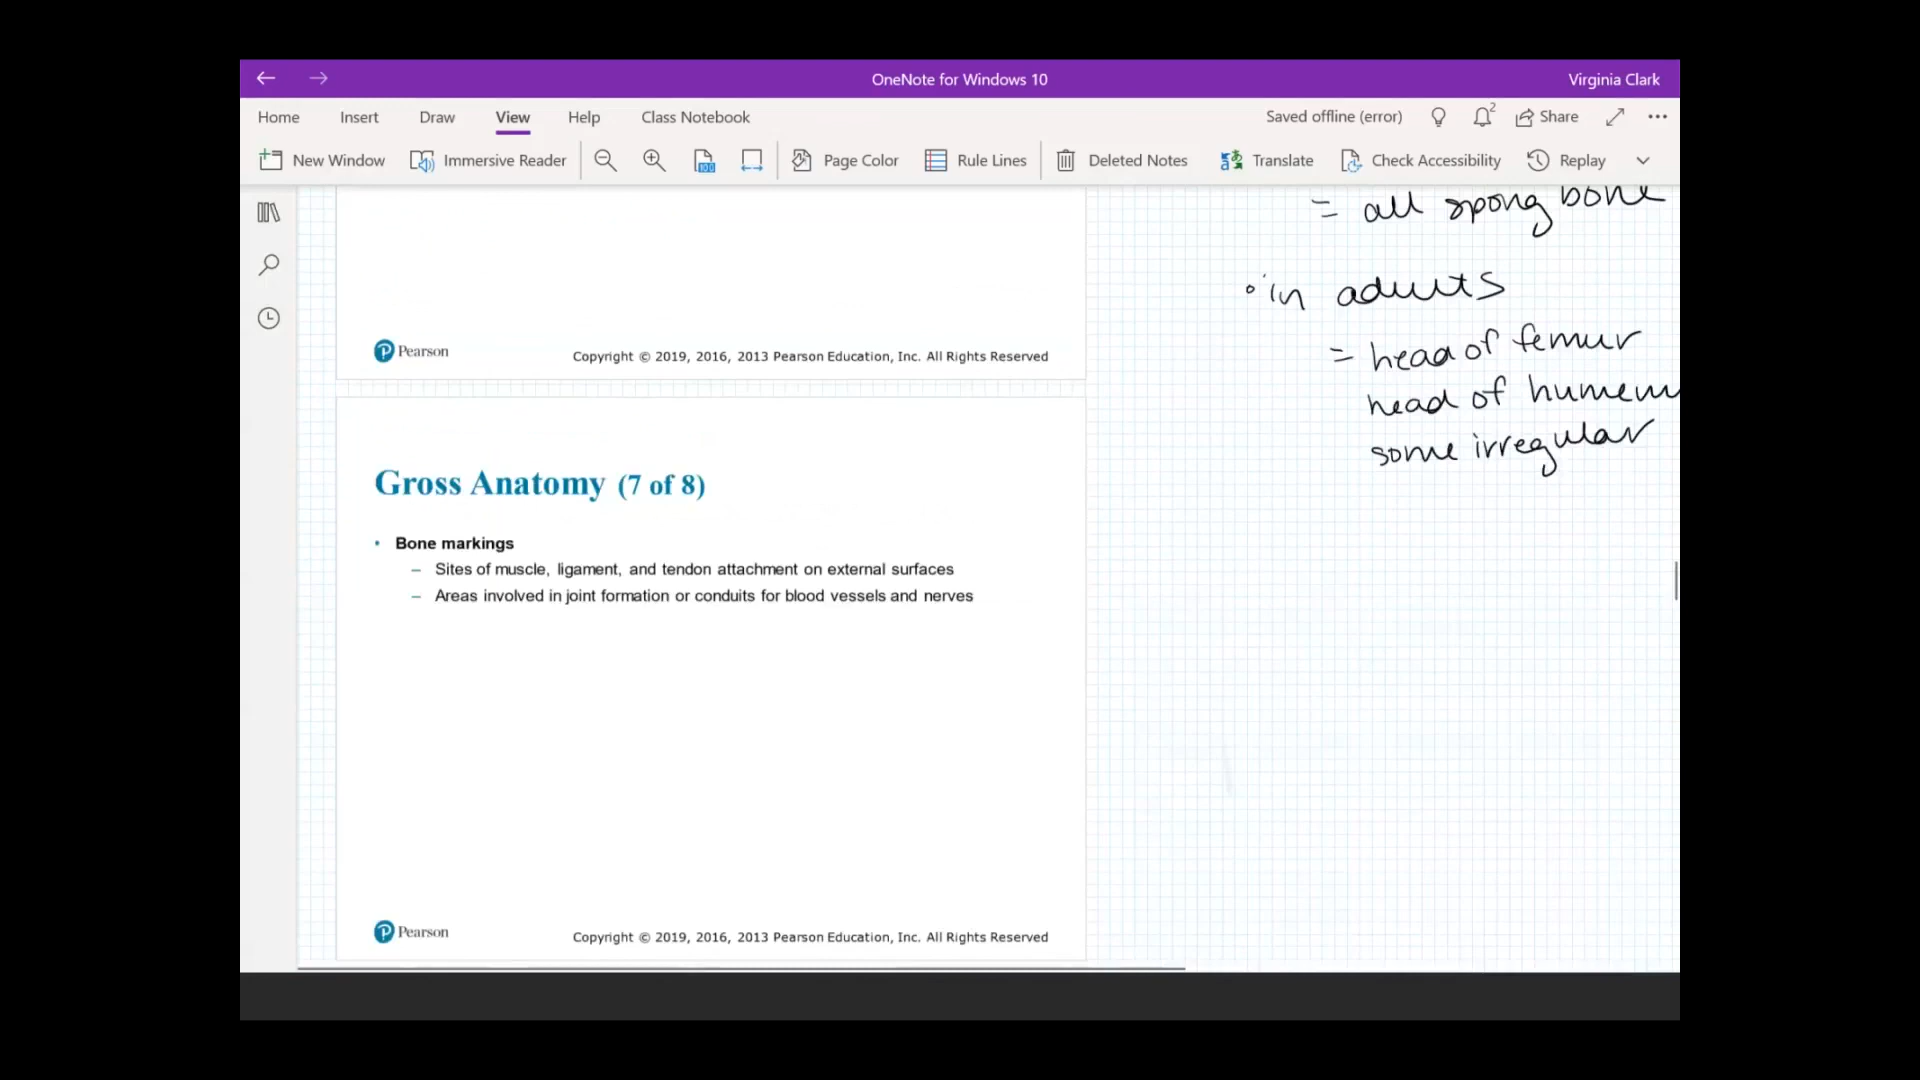 OneNote for Windows 10
Virginia Clark
Home Insert Draw View Help Class Notebook
Saved offline (error) 2 Share
New Window Immersive Reader 100 Page Color Rule Lines Deleted Notes Translate Check Accessibility Replay
= all spong bone
• in adults
= head of femur
head of
some irregular
Pearson
Copyright © 2019, 2016, 2013 Pearson Education, Inc. All Rights Reserved
Gross Anatomy (7 of 8)
• Bone markings
– Sites of muscle, ligament, and tendon attachment on external surfaces
– Areas involved in joint formation or conduits for blood vessels and nerves
Pearson
Copyright © 2019, 2016, 2013 Pearson Education, Inc. All Rights Reserved